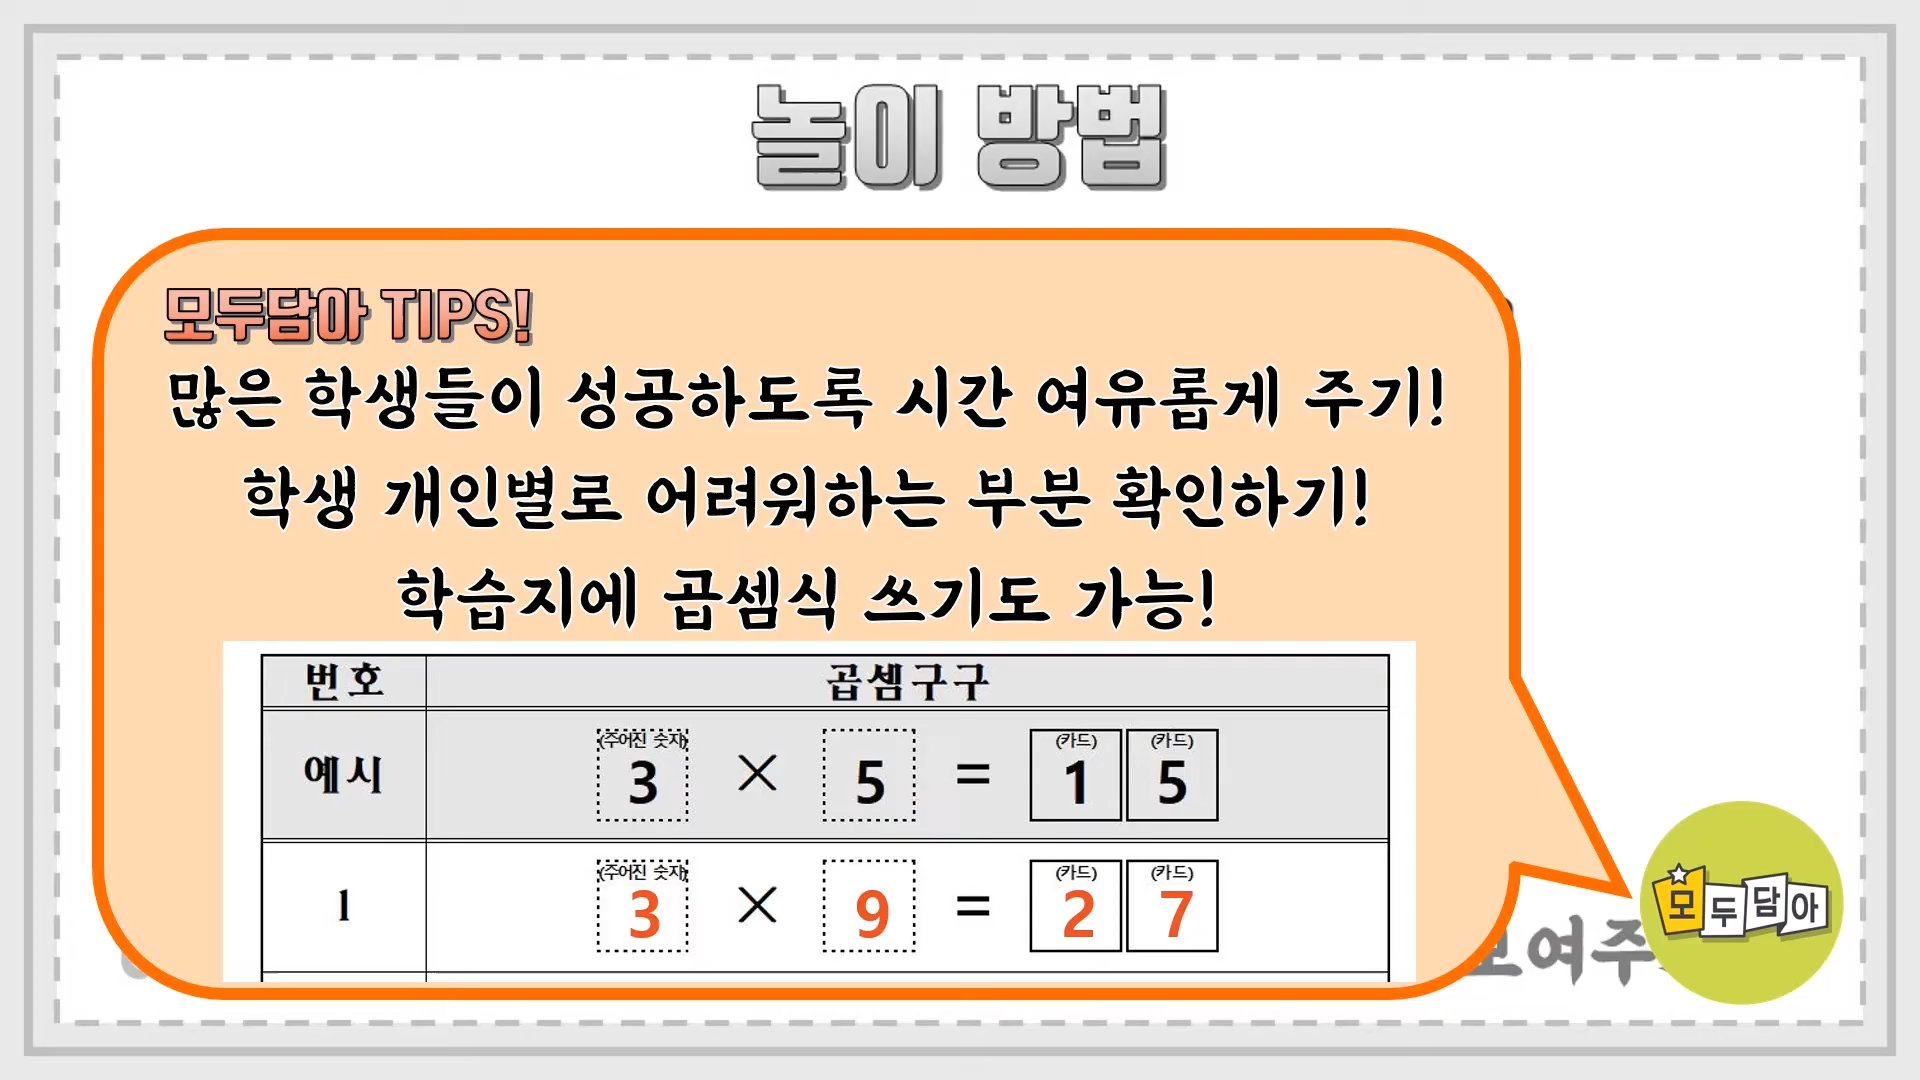 놀이 방법
모두담아 TIPS!
많은 학생들이 성공하도록 시간 여유롭게 주기!
학생 개인별로 어려워하는 부분 확인하기!
학습지에 곱셈식 쓰기도 가능!
번호 곱셈구구
(주어진 숫자) (카드) (카드)
예시 3 × 5 = 1 5
(주어진 숫자) (카드) (카드)
1 3 × 9 = 2 7
모두담아